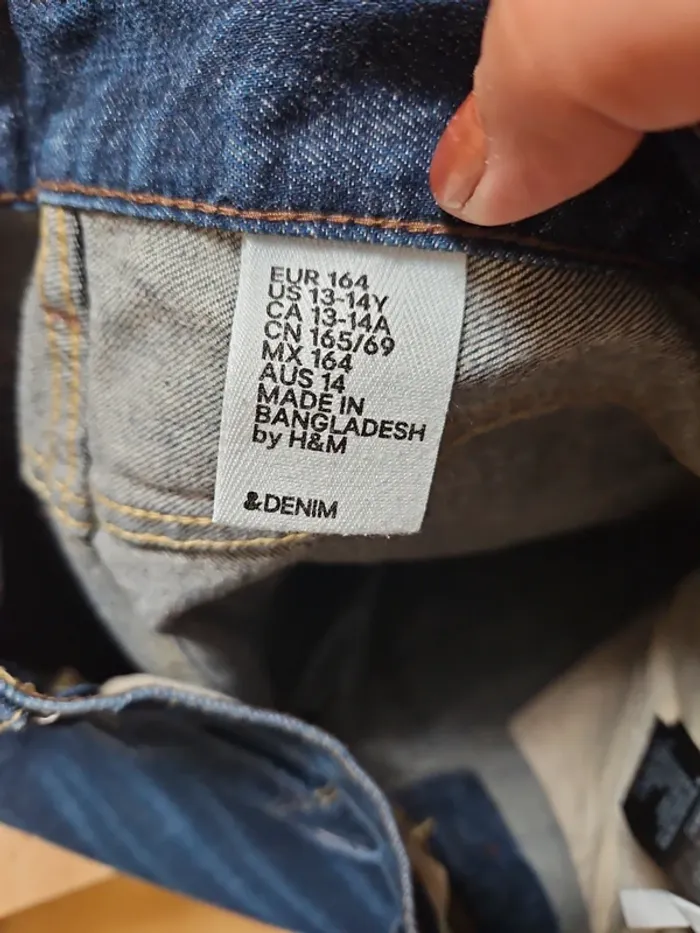 EUR 164
US 13-14Y
CA 13-14A
CN 165/69
MX 164
AUS 14
MADE IN
BANGLADESH
by H&M
&DENIM